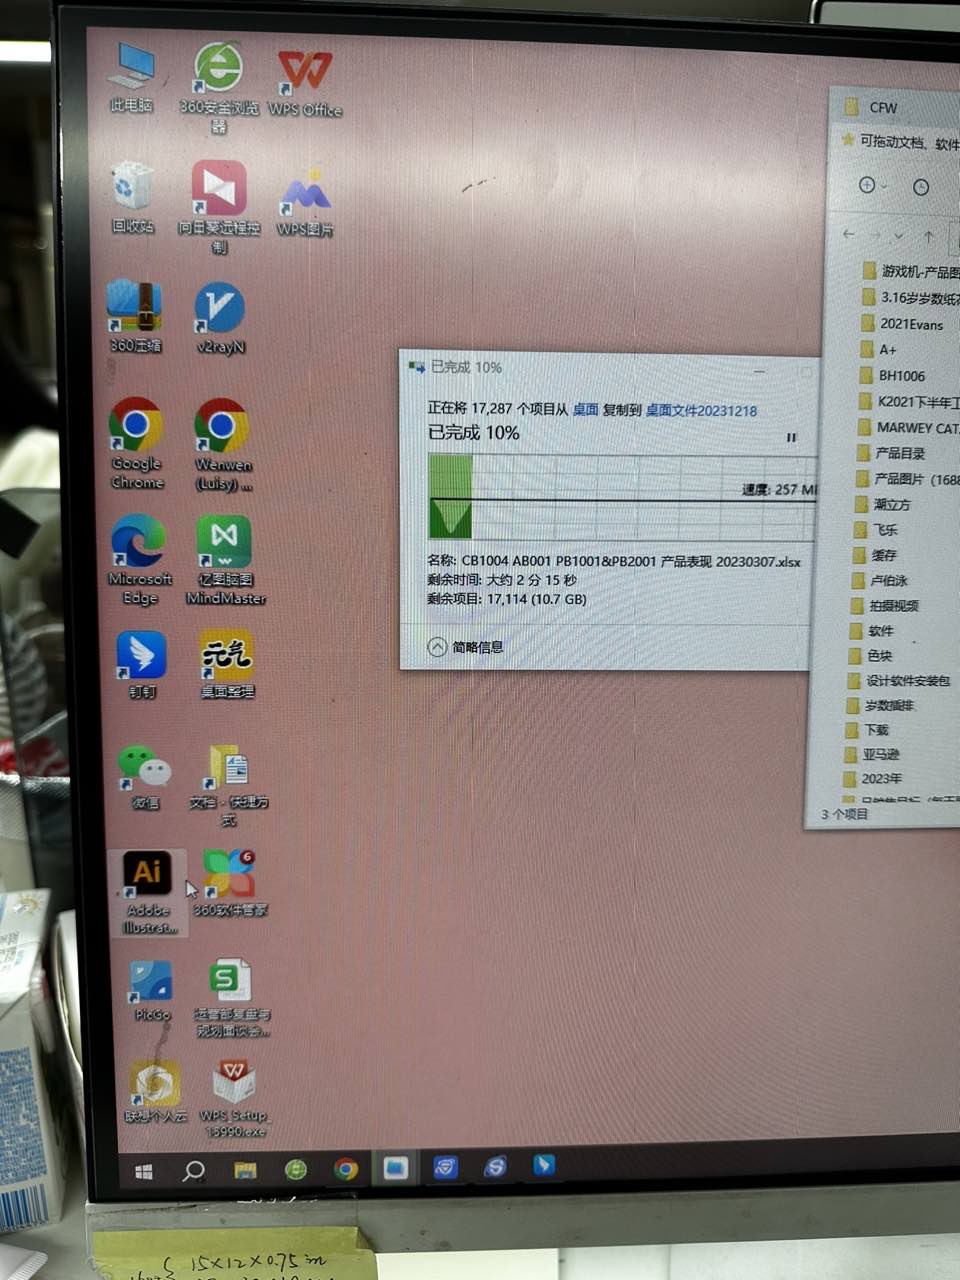 此电脑
360安全浏览
器
WPS Office
回收站
向日葵远程控
制
WPS图片
360压缩
v2rayN
Google
Chrome
Wenwen
(Luisy) ...
Microsoft
Edge
亿图脑图
MindMaster
钉钉
元气
桌面整理
微信
文档 - 快捷方
式
Ai
Adobe
Illustrat...
6
360软件管家
PicGo
S
运营部复盘与
规划面谈会...
联想个人云
W
WPS_Setup_
15990.exe
已完成 10%
正在将 17,287 个项目从 桌面 复制到 桌面文件20231218
已完成 10%
速度: 257 M
名称: CB1004 AB001 PB1001&PB2001 产品表现 20230307.xlsx
剩余时间: 大约 2 分 15 秒
剩余项目: 17,114 (10.7 GB)
简略信息
CFW
可拖动文档、软件
游戏机-产品图
3.16岁岁数纸花
2021Evans
A+
BH1006
K2021下半年工
MARWEY CAT
产品目录
产品图片（1688
潮立方
飞乐
缓存
卢伯泳
拍摄视频
软件
色块
设计软件安装包
岁数插排
下载
亚马逊
2023年
3 个项目
15×12×0.75 in